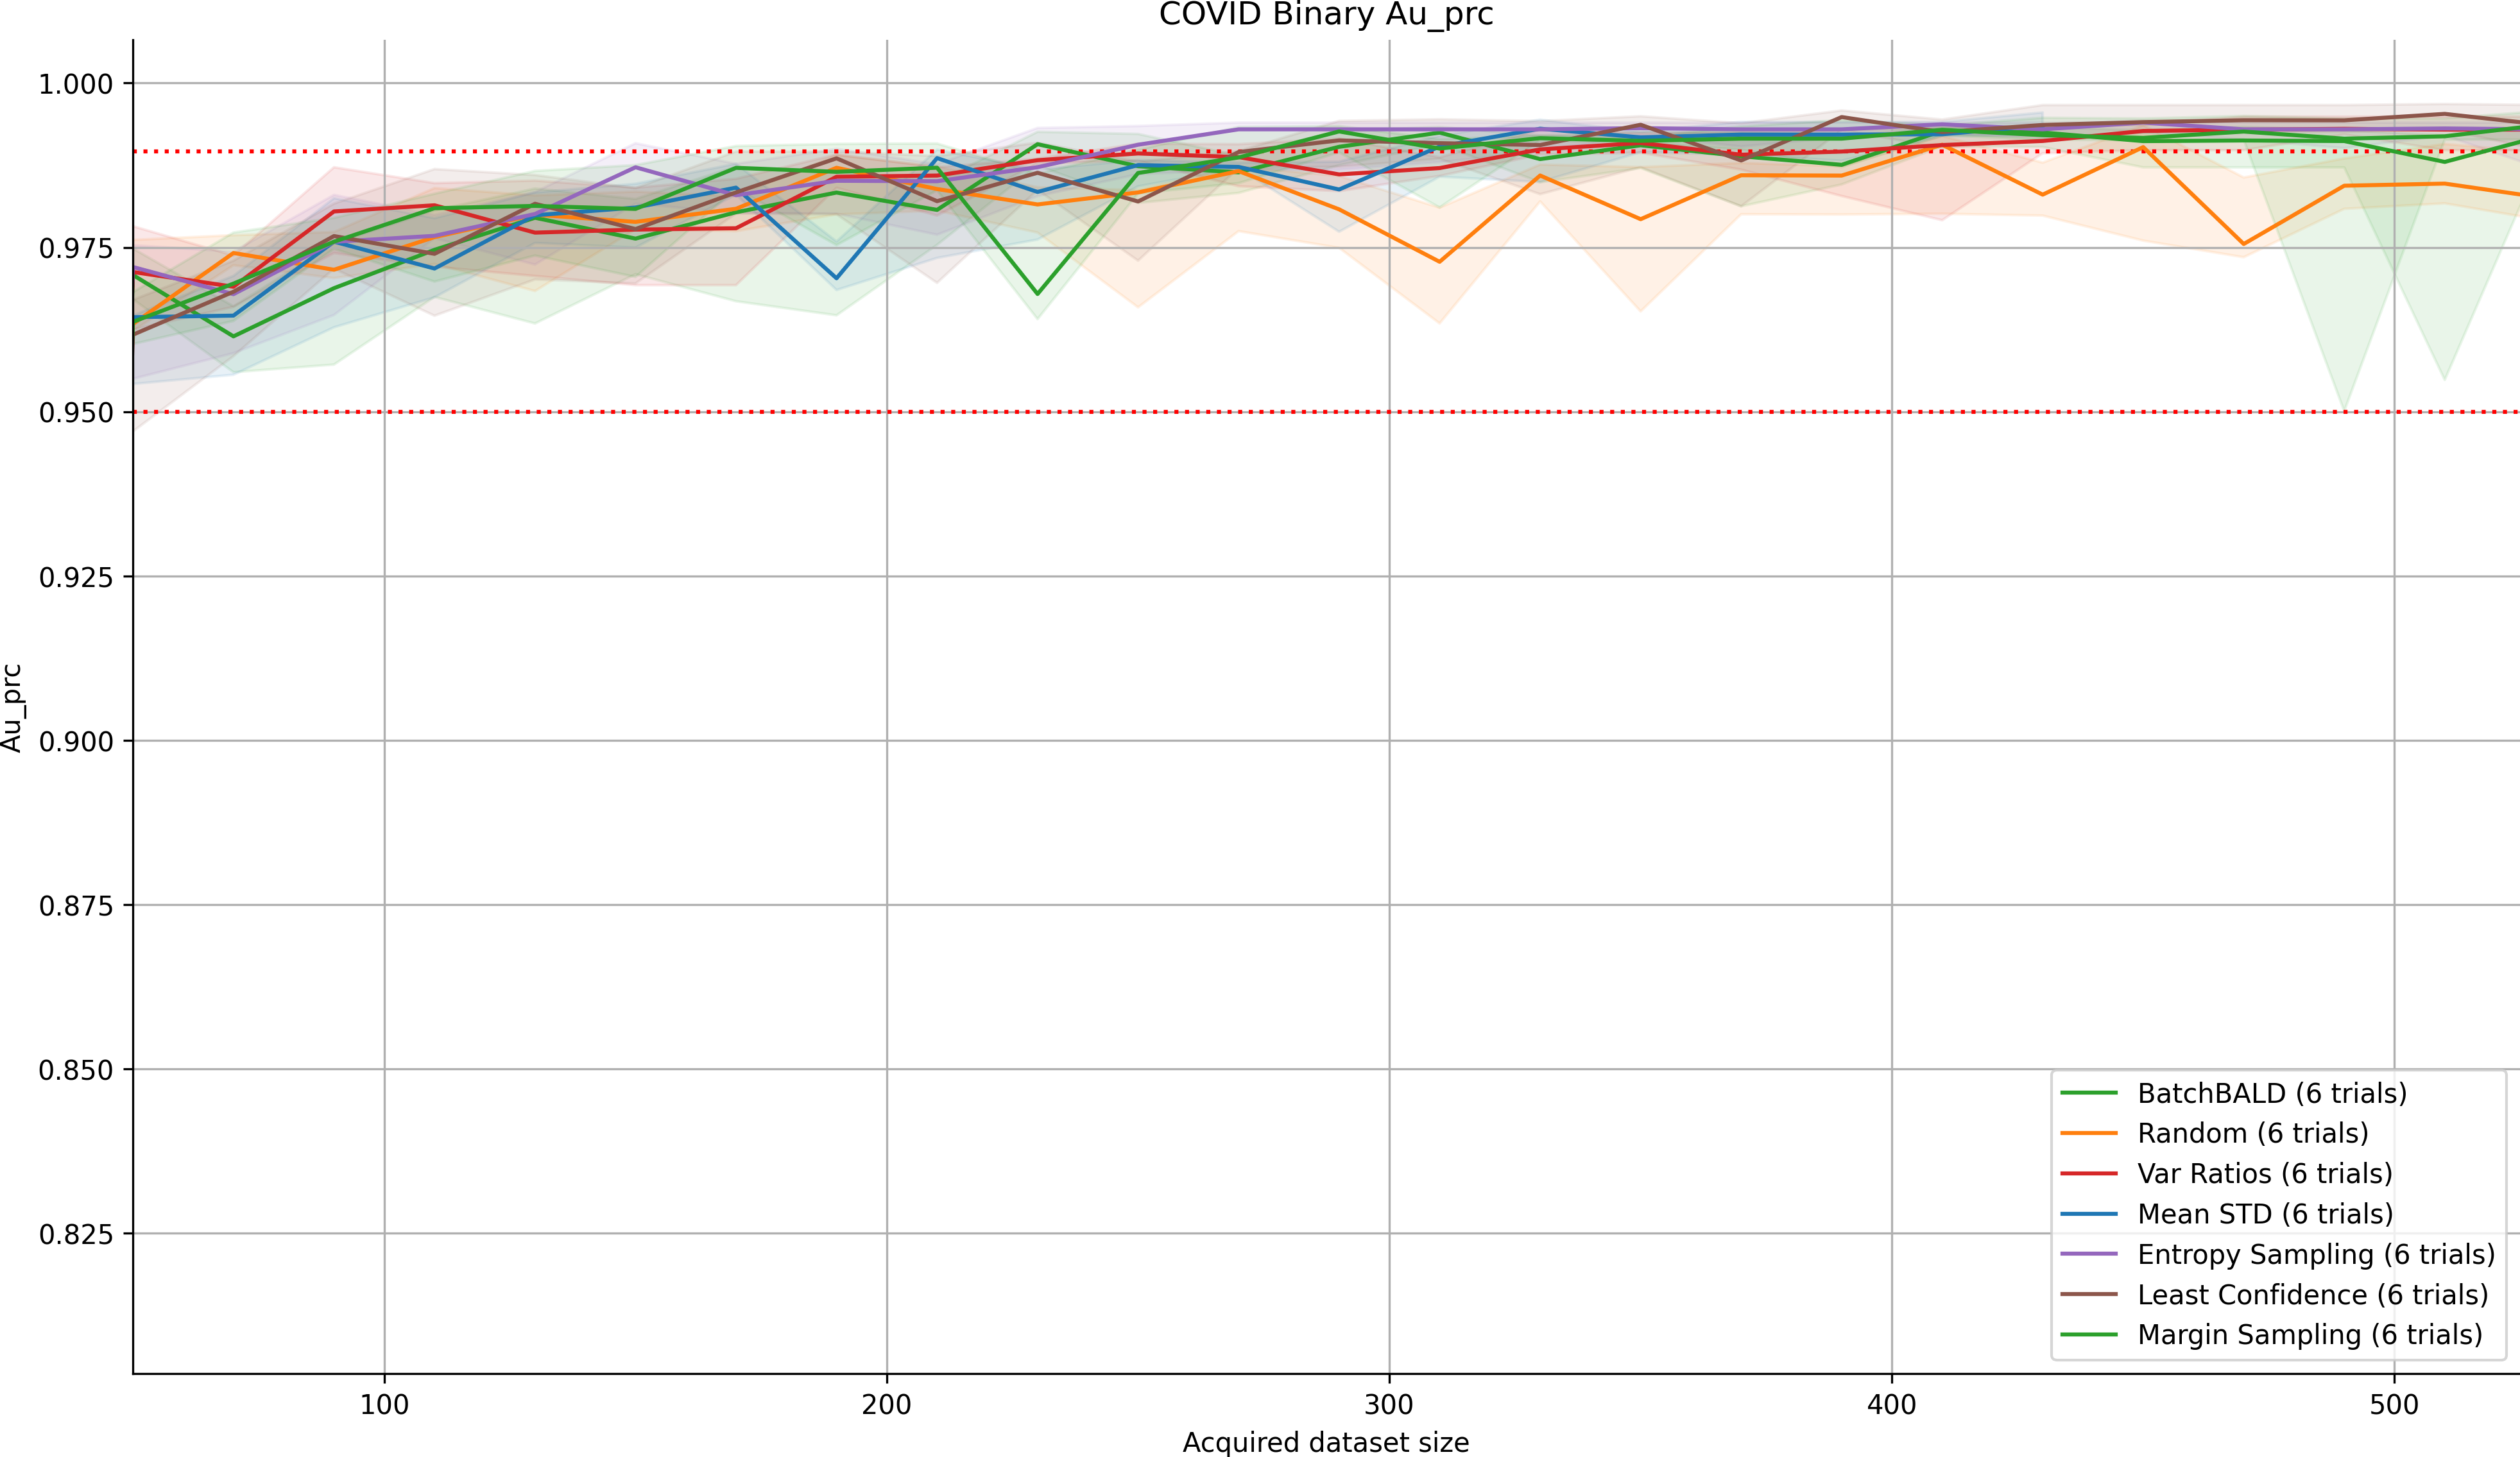 COVID Binary Au_prc
1.000
0.975
0.950
0.925
0.900
0.875
0.850
0.825
Au_prc
100
200
300
400
500
Acquired dataset size
BatchBALD (6 trials)
Random (6 trials)
Var Ratios (6 trials)
Mean STD (6 trials)
Entropy Sampling (6 trials)
Least Confidence (6 trials)
Margin Sampling (6 trials)